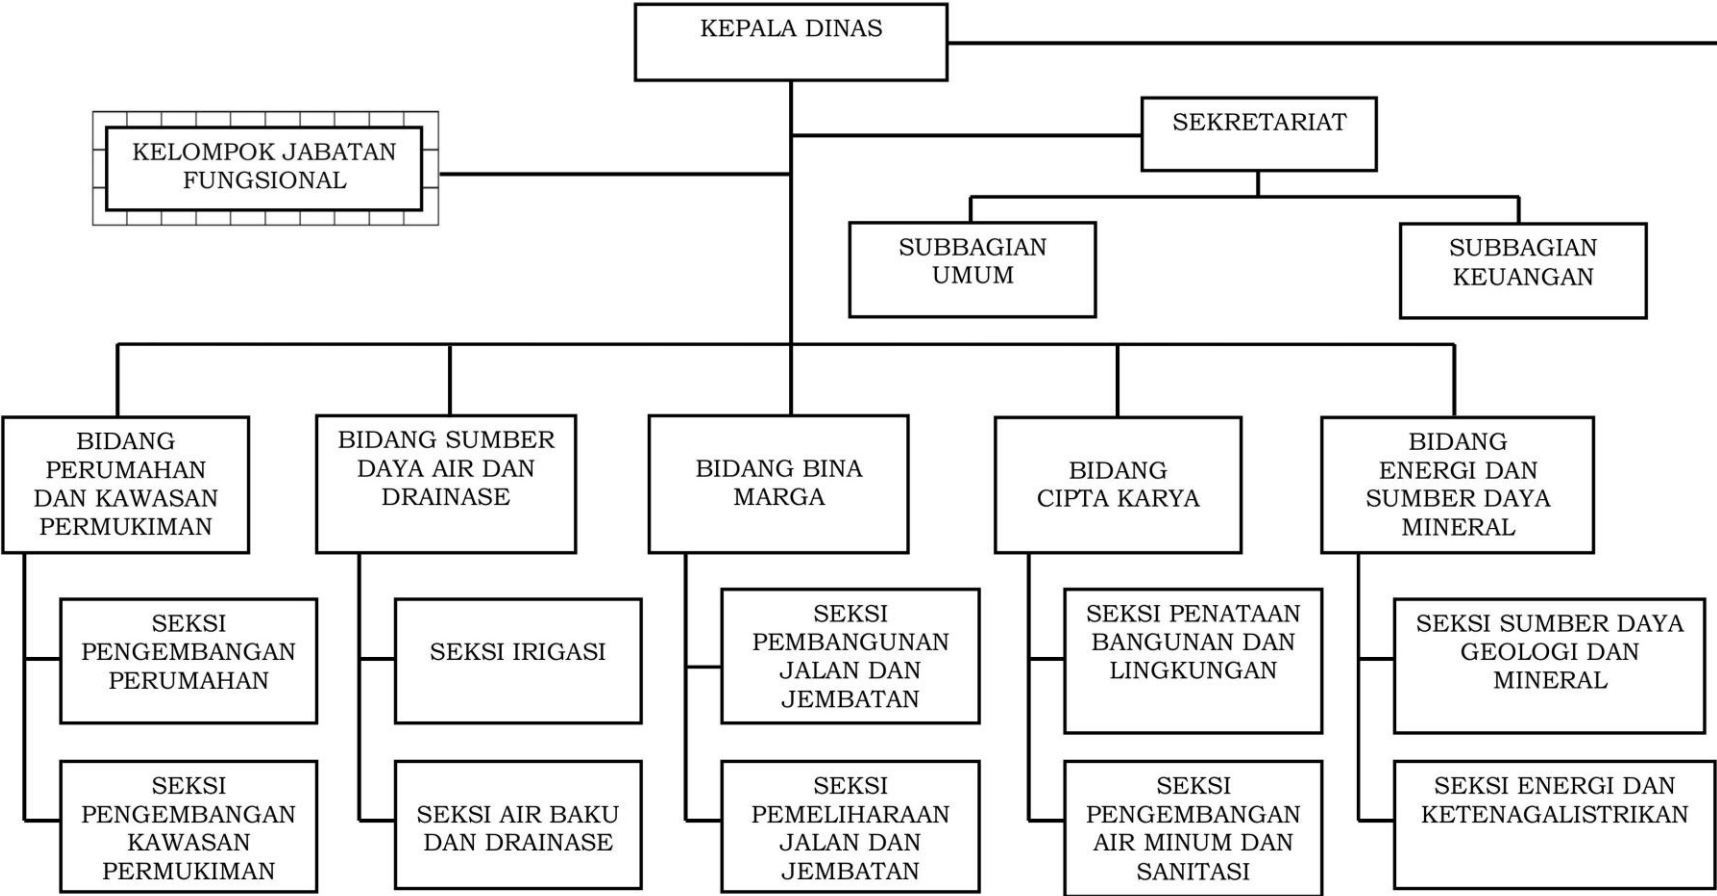 KEPALA DINAS
SEKRETARIAT
KELOMPOK JABATAN
FUNGSIONAL
SUBBAGIAN
UMUM
SUBBAGIAN
KEUANGAN
BIDANG
PERUMAHAN
DAN KAWASAN
PERMUKIMAN
BIDANG SUMBER
DAYA AIR DAN
DRAINASE
BIDANG BINA
MARGA
BIDANG
CIPTA KARYA
BIDANG
ENERGI DAN
SUMBER DAYA
MINERAL
SEKSI
PENGEMBANGAN
PERUMAHAN
SEKSI IRIGASI
SEKSI
PEMBANGUNAN
JALAN DAN
JEMBATAN
SEKSI PENATAAN
BANGUNAN DAN
LINGKUNGAN
SEKSI SUMBER DAYA
GEOLOGI DAN
MINERAL
SEKSI
PENGEMBANGAN
KAWASAN
PERMUKIMAN
SEKSI AIR BAKU
DAN DRAINASE
SEKSI
PEMELIHARAAN
JALAN DAN
JEMBATAN
SEKSI
PENGEMBANGAN
AIR MINUM DAN
SANITASI
SEKSI ENERGI DAN
KETENAGALISTRIKAN